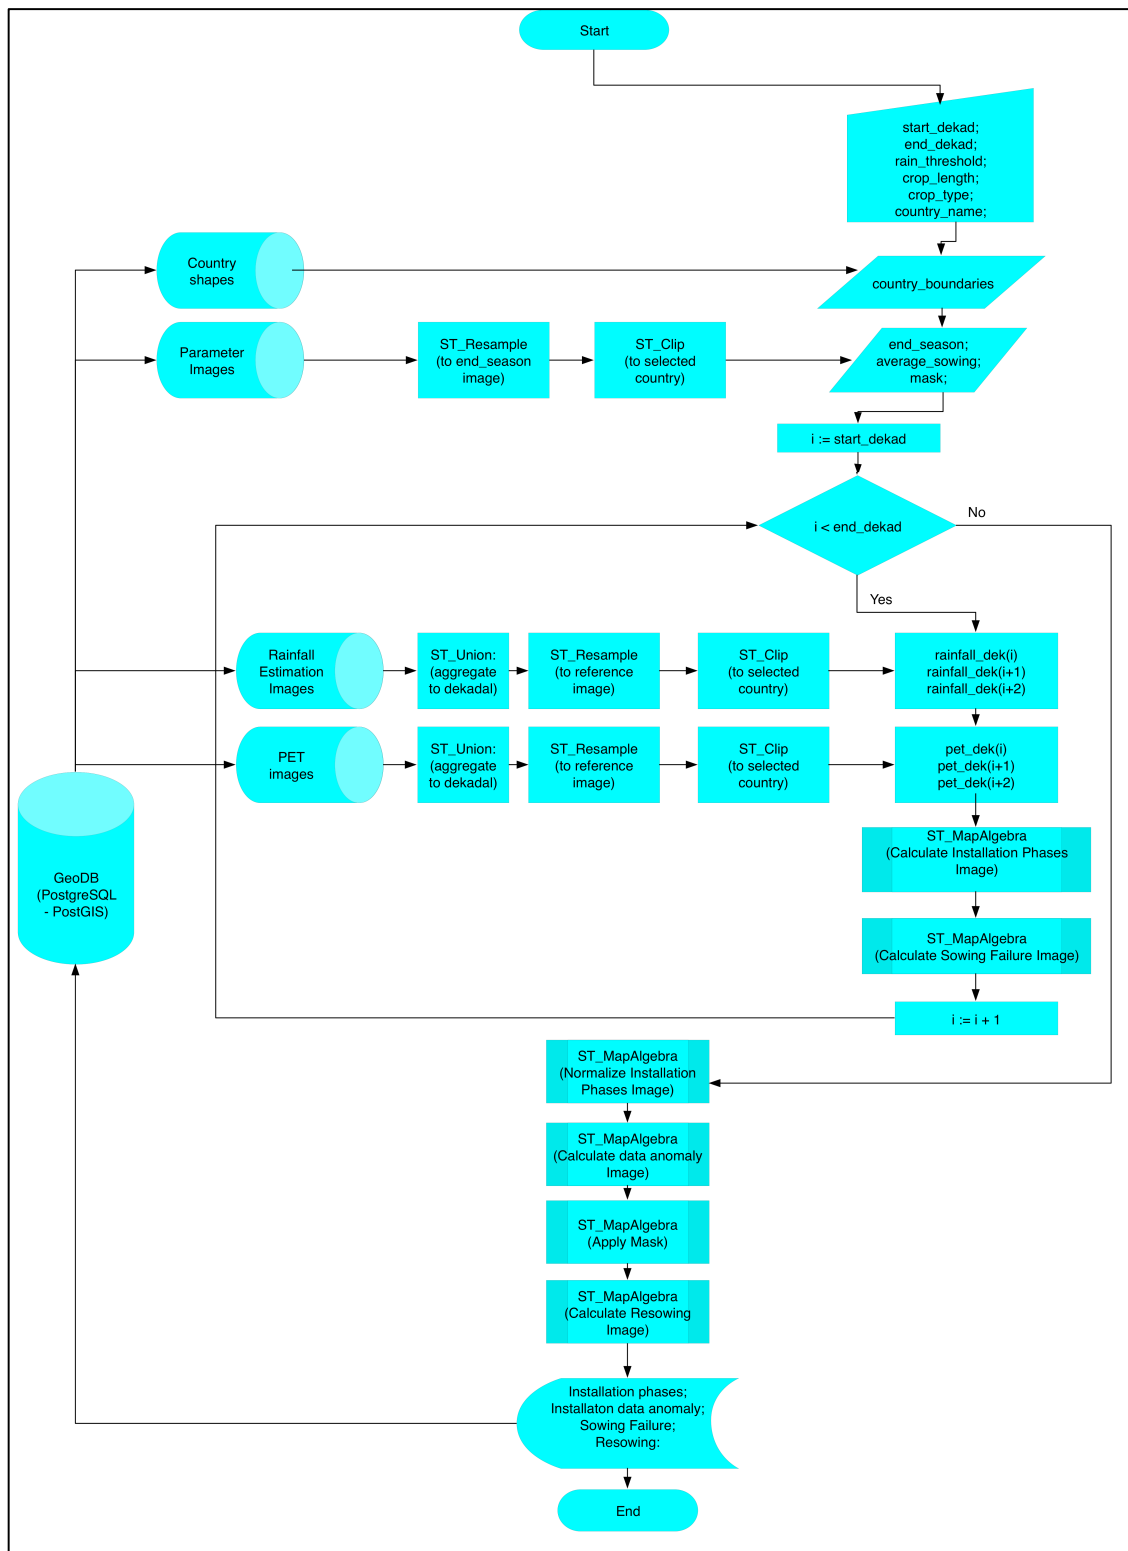 Start
start_dekad;
end_dekad;
rain_threshold;
crop_length;
crop_type;
country_name;
Country
shapes
country_boundaries
Parameter
Images
ST_Resample
(to end_season
image)
ST_Clip
(to selected
country)
end_season;
average_sowing;
mask;
i := start_dekad
i < end_dekad
No
Yes
Rainfall
Estimation
Images
ST_Union:
(aggregate
to dekadal)
ST_Resample
(to reference
image)
ST_Clip
(to selected
country)
rainfall_dek(i)
rainfall_dek(i+1)
rainfall_dek(i+2)
PET
images
ST_Union:
(aggregate
to dekadal)
ST_Resample
(to reference
image)
ST_Clip
(to selected
country)
pet_dek(i)
pet_dek(i+1)
pet_dek(i+2)
GeoDB
(PostgreSQL
- PostGIS)
ST_MapAlgebra
(Calculate Installation Phases
Image)
ST_MapAlgebra
(Calculate Sowing Failure Image)
i := i + 1
ST_MapAlgebra
(Normalize Installation
Phases Image)
ST_MapAlgebra
(Calculate data anomaly
Image)
ST_MapAlgebra
(Apply Mask)
ST_MapAlgebra
(Calculate Resowing
Image)
Installation phases;
Installaton data anomaly;
Sowing Failure;
Resowing:
End